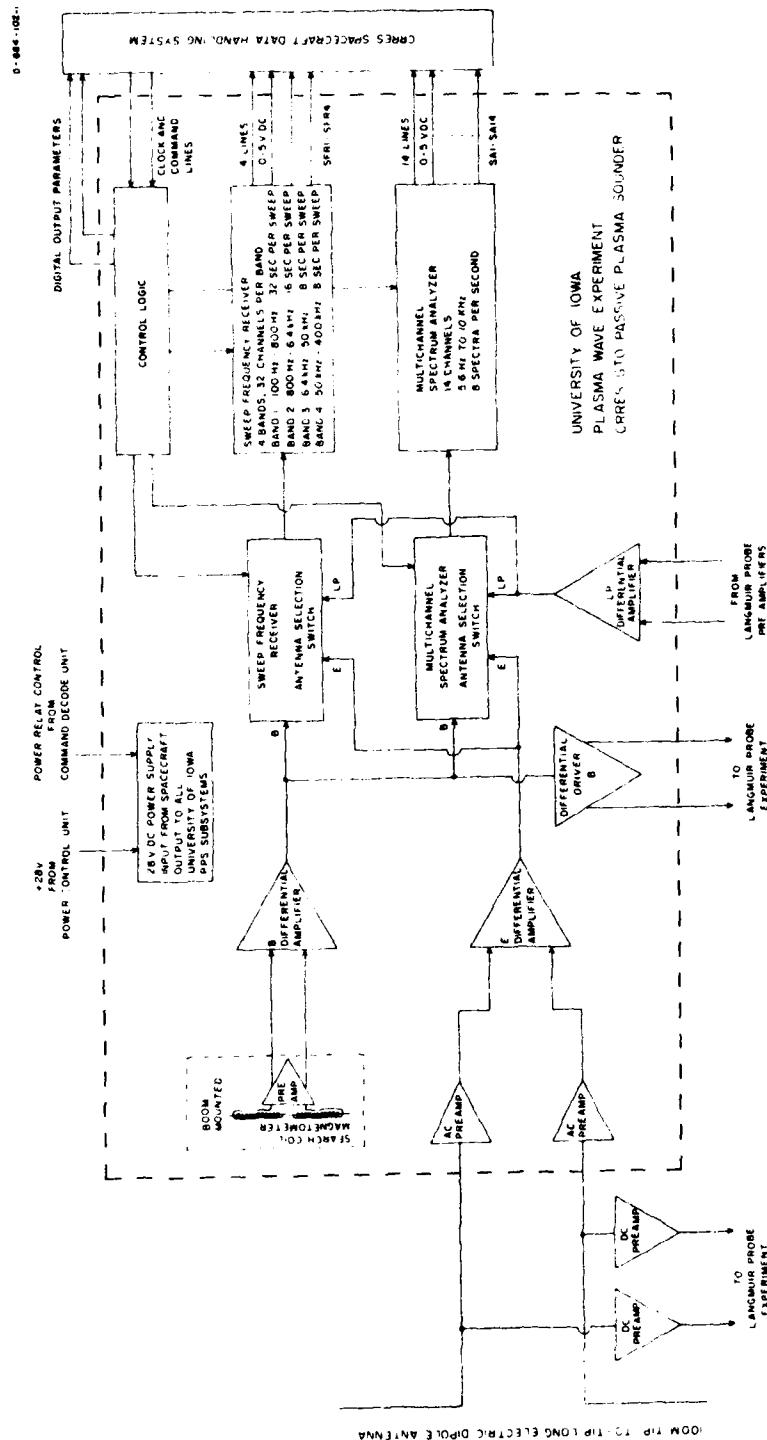 D-884-102-1
CRRES SPACECRAFT DATA HANDLING SYSTEM
DIGITAL OUTPUT PARAMETERS
CLOCK AND
COMMAND
LINES
4 LINES
0-5V DC
SFR1-SFR4
14 LINES
0-5 VDC
SA1-SA14
CONTROL LOGIC
SWEEP FREQUENCY RECEIVER
4 BANDS, 32 CHANNELS PER BAND
BAND 1 100 Hz - 800 Hz 32 SEC PER SWEEP
BAND 2 800 Hz - 6.4 kHz 16 SEC PER SWEEP
BAND 3 6.4 kHz 50 kHz 8 SEC PER SWEEP
BAND 4 50 kHz - 400 kHz 8 SEC PER SWEEP
MULTICHANNEL
SPECTRUM ANALYZER
14 CHANNELS
5.6 Hz TO 10 KHz
8 SPECTRA PER SECOND
UNIVERSITY OF IOWA
PLASMA WAVE EXPERIMENT
CRRES GTO PASSIVE PLASMA SOUNDER
POWER RELAY CONTROL
FROM
COMMAND DECODE UNIT
+28V
FROM
POWER CONTROL UNIT
28V DC POWER SUPPLY
INPUT FROM SPACECRAFT
OUTPUT TO ALL
UNIVERSITY OF IOWA
PPS SUBSYSTEMS
SWEEP FREQUENCY
RECEIVER
ANTENNA SELECTION
SWITCH
B
E
LP
MULTICHANNEL
SPECTRUM ANALYZER
ANTENNA SELECTION
SWITCH
B
E
LP
LP
DIFFERENTIAL
AMPLIFIER
FROM
LANGMUIR PROBE
PRE AMPLIFIERS
DIFFERENTIAL
DRIVER
B
TO
LANGMUIR PROBE
EXPERIMENT
B
DIFFERENTIAL
AMPLIFIER
E
DIFFERENTIAL
AMPLIFIER
BOOM
MOUNTED
PRE
AMP
SEARCH COIL
MAGNETOMETER
AC
PREAMP
AC
PREAMP
DC
PREAMP
DC
PREAMP
TO
LANGMUIR PROBE
EXPERIMENT
100M TIP-TO-TIP LONG ELECTRIC DIPOLE ANTENNA